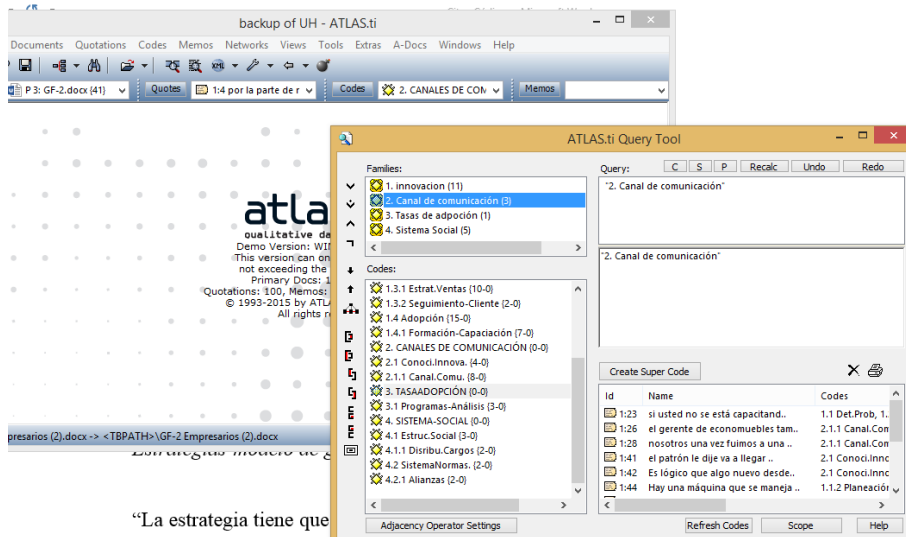 backup of UH - ATLAS.ti
Documents Quotations Codes Memos Networks Views Tools Extras A-Docs Windows Help
P 3: GF-2.docx {41} Quotes 1:4 por la parte de r Codes 2. CANALES DE CON Memos
atla
qualitative da
Demo Version: WI
This version can on
not exceeding the
Primary Docs: 1
Quotations: 100, Memos:
© 1993-2015 by ATL
All rights r
presarios (2).docx -> <TBPATH>\GF-2 Empresarios (2).docx
ATLAS.ti Query Tool
Families:
1. innovacion (11)
2. Canal de comunicación (3)
3. Tasas de adpoción (1)
4. Sistema Social (5)
Codes:
1.3.1 Estrat.Ventas {10-0}
1.3.2 Seguimiento-Cliente {2-0}
1.4 Adopción {15-0}
1.4.1 Formación-Capaciación {7-0}
2. CANALES DE COMUNICACIÓN {0-0}
2.1 Conoci.Innova. {4-0}
2.1.1 Canal.Comu. {8-0}
3. TASAADOPCIÓN {0-0}
3.1 Programas-Análisis {3-0}
4. SISTEMA-SOCIAL {0-0}
4.1 Estruc.Social {3-0}
4.1.1 Disribu.Cargos {2-0}
4.2 SistemaNormas. {2-0}
4.2.1 Alianzas {2-0}
Adjacency Operator Settings
Query: C S P Recalc Undo Redo
"2. Canal de comunicación"
"2. Canal de comunicación"
Create Super Code
Id Name Codes
1:23 si usted no se está capacitand.. 1.1 Det.Prob, 1..
1:26 el gerente de economuebles tam.. 2.1.1 Canal.Con
1:28 nosotros una vez fuimos a una .. 2.1.1 Canal.Con
1:41 el patrón le dije va a llegar .. 2.1 Conoci.Inno
1:42 Es lógico que algo nuevo desde.. 2.1 Conoci.Inno
1:44 Hay una máquina que se maneja .. 1.1.2 Planeación
Refresh Codes Scope Help
Estrategias modelo de g
“La estrategia tiene que